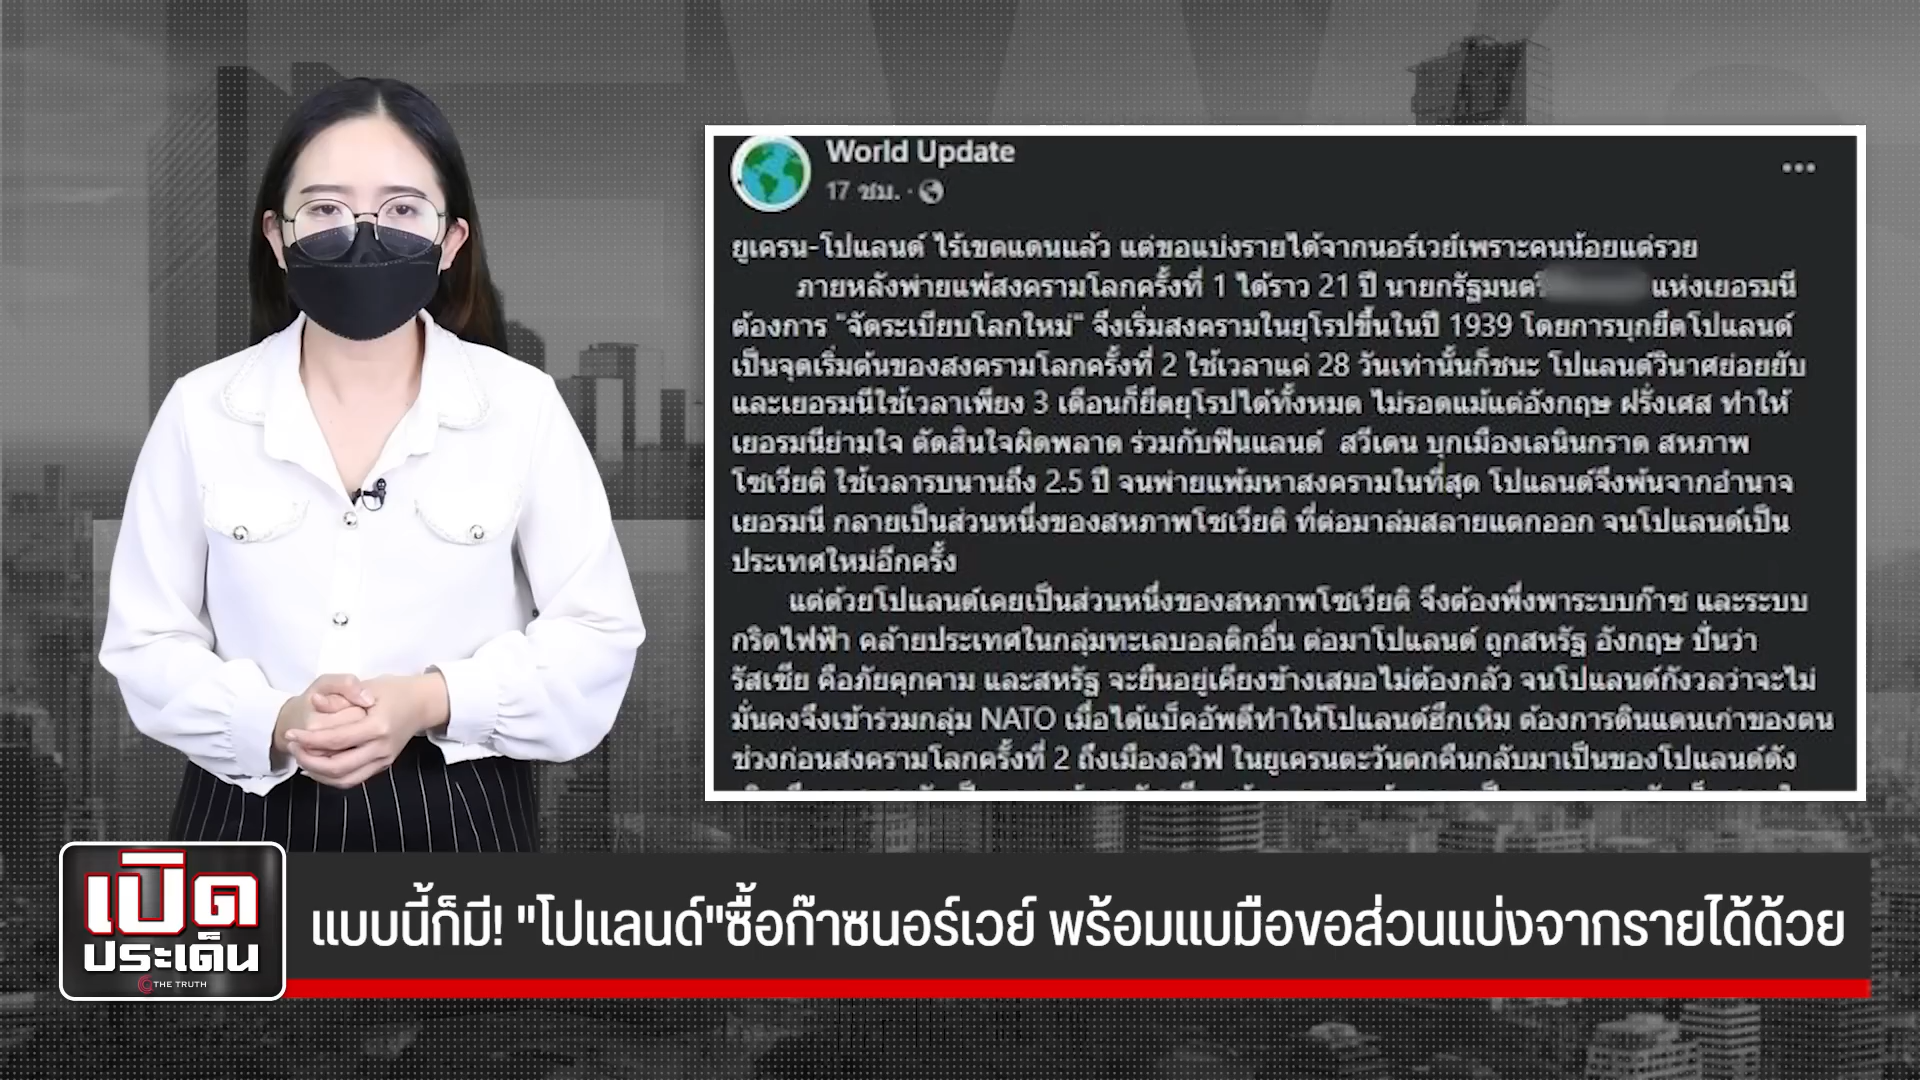 World Update
17 ชม. ·
ยูเครน-โปแลนด์ ไร้เขตแดนแล้ว แต่ขอแบ่งรายได้จากนอร์เวย์เพราะคนน้อยแต่รวย
ภายหลังพ่ายแพ้สงครามโลกครั้งที่ 1 ได้ราว 21 ปี นายกรัฐมนตรี แห่งเยอรมนี
ต้องการ "จัดระเบียบโลกใหม่" จึงเริ่มสงครามในยุโรปขึ้นในปี 1939 โดยการบุกยึดโปแลนด์
เป็นจุดเริ่มต้นของสงครามโลกครั้งที่ 2 ใช้เวลาแค่ 28 วันเท่านั้นก็ชนะ โปแลนด์วินาศย่อยยับ
และเยอรมนีใช้เวลาเพียง 3 เดือนก็ยึดยุโรปได้ทั้งหมด ไม่รอดแม้แต่อังกฤษ ฝรั่งเศส ทำให้
เยอรมนีย่ามใจ ตัดสินใจผิดพลาด ร่วมกับฟินแลนด์ สวีเดน บุกเมืองเลนินกราด สหภาพ
โซเวียติ ใช้เวลารบนานถึง 2.5 ปี จนพ่ายแพ้มหาสงครามในที่สุด โปแลนด์จึงพ้นจากอำนาจ
เยอรมนี กลายเป็นส่วนหนึ่งของสหภาพโซเวียติ ที่ต่อมาล่มสลายแตกออก จนโปแลนด์เป็น
ประเทศใหม่อีกครั้ง
แต่ด้วยโปแลนด์เคยเป็นส่วนหนึ่งของสหภาพโซเวียติ จึงต้องพึ่งพาระบบก๊าซ และระบบ
กริดไฟฟ้า คล้ายประเทศในกลุ่มทะเลบอลติกอื่น ต่อมาโปแลนด์ ถูกสหรัฐ อังกฤษ ปั่นว่า
รัสเซีย คือภัยคุกคาม และสหรัฐ จะยืนอยู่เคียงข้างเสมอไม่ต้องกลัว จนโปแลนด์กังวลว่าจะไม่
มั่นคงจึงเข้าร่วมกลุ่ม NATO เมื่อได้แบ็คอัพดีทำให้โปแลนด์ฮึกเหิม ต้องการดินแดนเก่าของตน
ช่วงก่อนสงครามโลกครั้งที่ 2 ถึงเมืองลวิฟ ในยูเครนตะวันตกคืนกลับมาเป็นของโปแลนด์ดัง
เปิด
ประเด็น
THE TRUTH
แบบนี้ก็มี! "โปแลนด์"ซื้อก๊าซนอร์เวย์ พร้อมแบมือขอส่วนแบ่งจากรายได้ด้วย